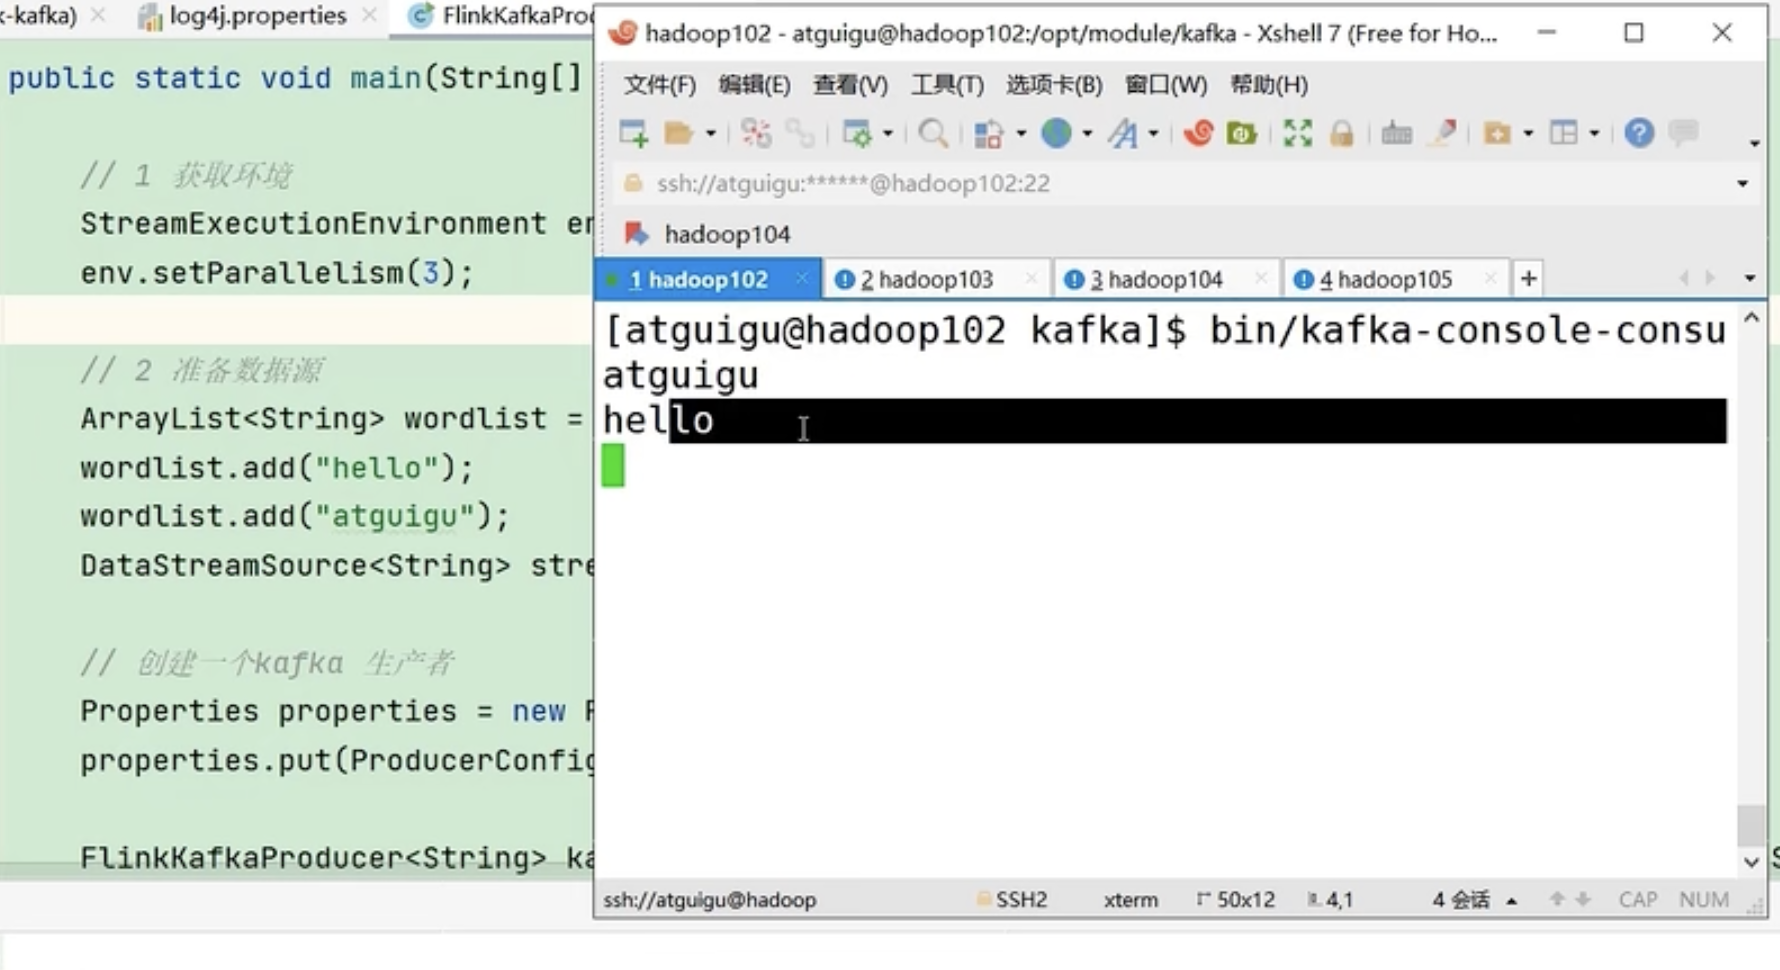 -kafka)
log4j.properties
FlinkKafkaPro
public static void main(String[]
// 1 获取环境
StreamExecutionEnvironment en
env.setParallelism(3);
// 2 准备数据源
ArrayList<String> wordlist =
wordlist.add("hello");
wordlist.add("atguigu");
DataStreamSource<String> stre
// 创建一个kafka 生产者
Properties properties = new
properties.put(ProducerConfig
FlinkKafkaProducer<String> ka
hadoop102 - atguigu@hadoop102:/opt/module/kafka - Xshell 7 (Free for Ho...
文件(F) 编辑(E) 查看(V) 工具(T) 选项卡(B) 窗口(W) 帮助(H)
ssh://atguigu:******@hadoop102:22
hadoop104
1 hadoop102
2 hadoop103
3 hadoop104
4 hadoop105
[atguigu@hadoop102 kafka]$ bin/kafka-console-consu
atguigu
hello
ssh://atguigu@hadoop
SSH2
xterm
50x12
4,1
4 会话
CAP
NUM